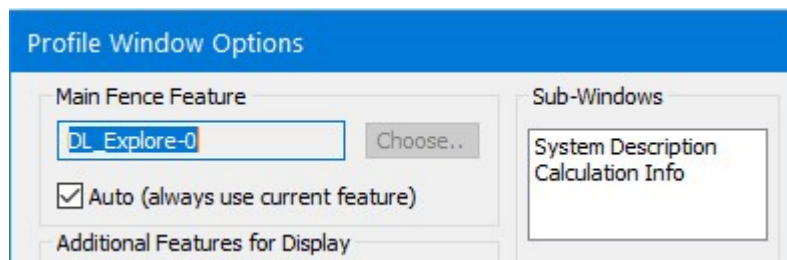 Profile Window Options
Main Fence Feature
DL_Explore-0
Choose..
Auto (always use current feature)
Additional Features for Display
Sub-Windows
System Description
Calculation Info